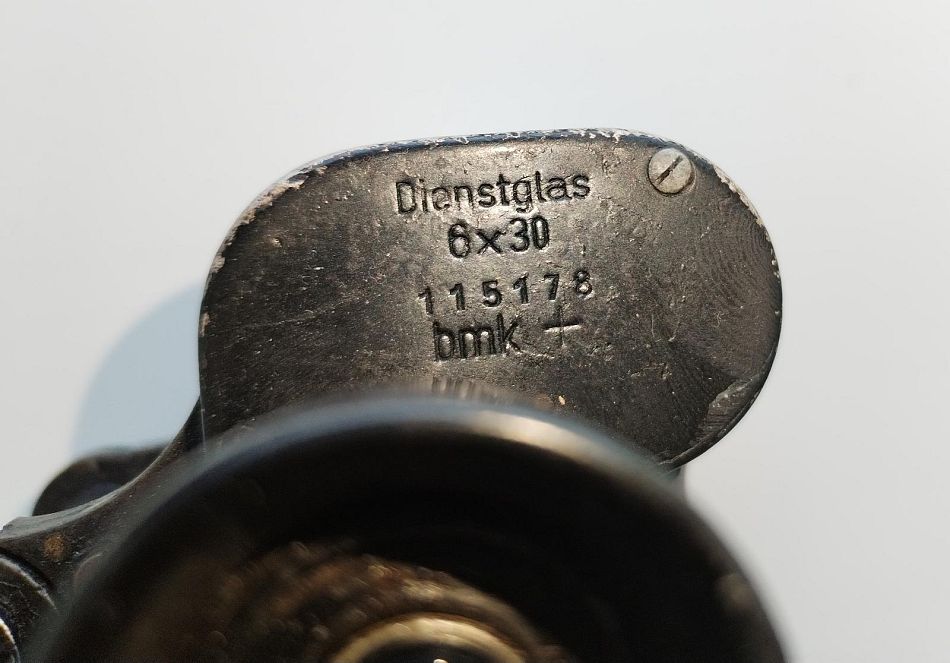 Dienstglas
6x30
115178
bmk +